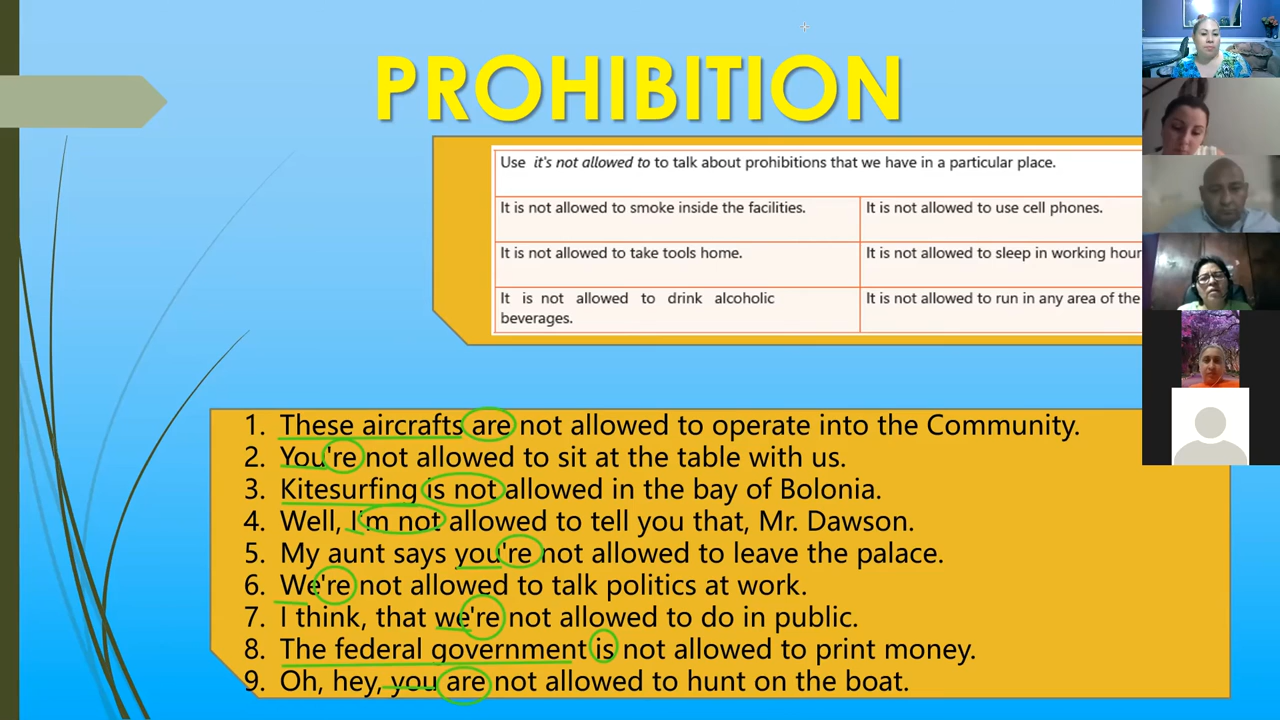 PROHIBITION
Use it's not allowed to to talk about prohibitions that we have in a particular place.
It is not allowed to smoke inside the facilities.
It is not allowed to use cell phones.
It is not allowed to take tools home.
It is not allowed to sleep in working hour
It is not allowed to drink alcoholic
beverages.
It is not allowed to run in any area of the
1. These aircrafts are not allowed to operate into the Community.
2. You're not allowed to sit at the table with us.
3. Kitesurfing is not allowed in the bay of Bolonia.
4. Well, I'm not allowed to tell you that, Mr. Dawson.
5. My aunt says you're not allowed to leave the palace.
6. We're not allowed to talk politics at work.
7. I think, that we're not allowed to do in public.
8. The federal government is not allowed to print money.
9. Oh, hey, you are not allowed to hunt on the boat.